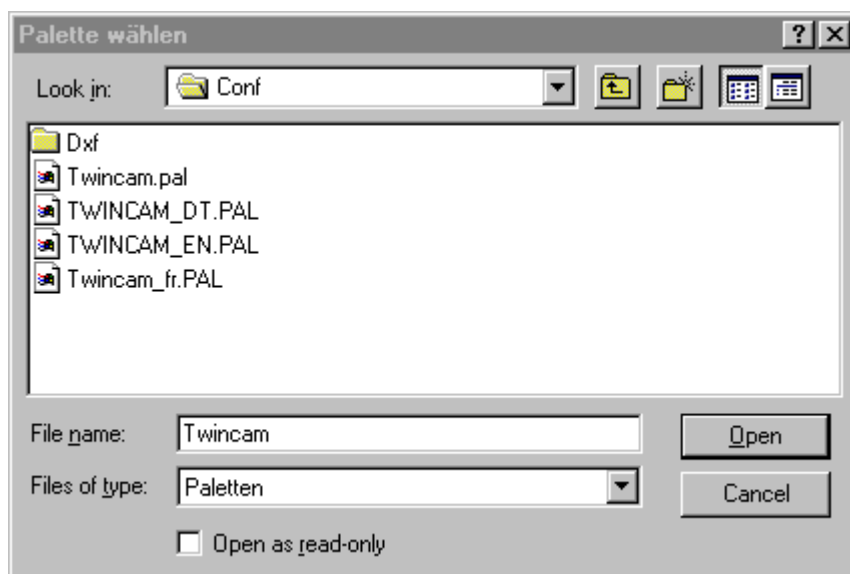 Palette wählen
Look in: Conf
Dxf
Twincam.pal
TWINCAM_DT.PAL
TWINCAM_EN.PAL
Twincam_fr.PAL
File name: Twincam Open
Files of type: Paletten Cancel
Open as read-only